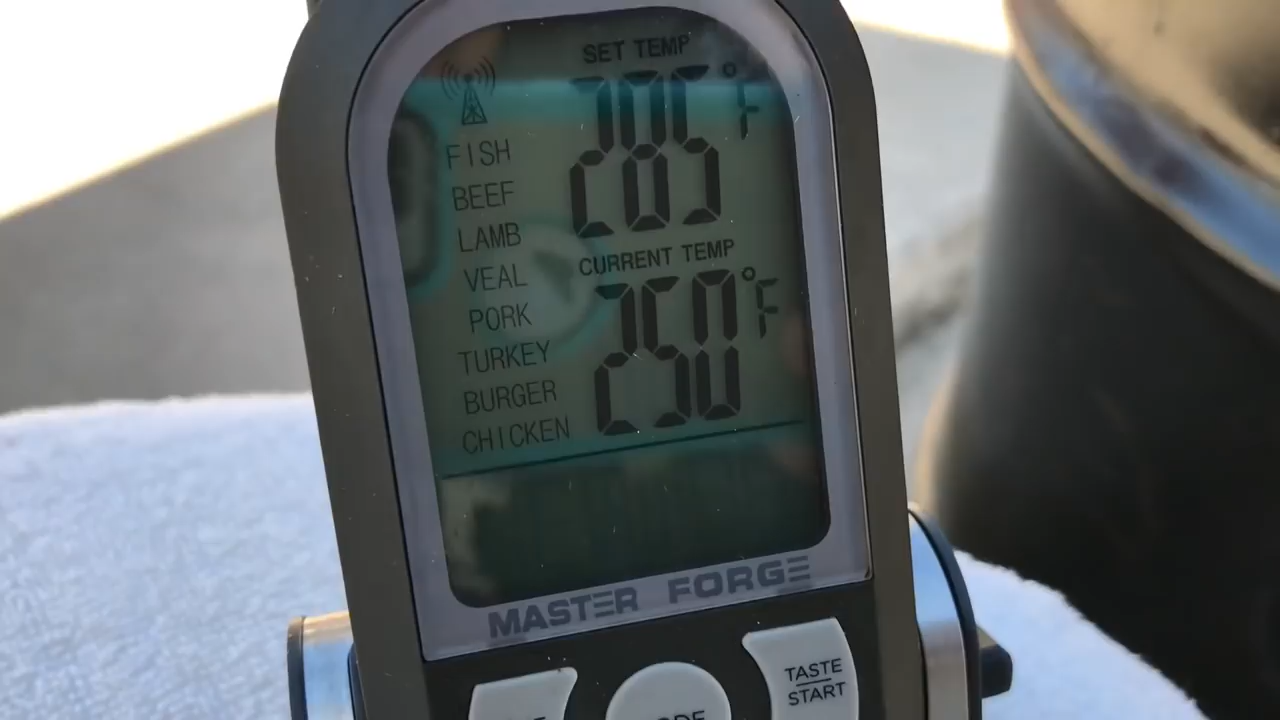 SET TEMP
285°F
FISH
BEEF
LAMB
CURRENT TEMP
VEAL
250°F
PORK
TURKEY
BURGER
CHICKEN
MASTER FORGE
TASTE
START